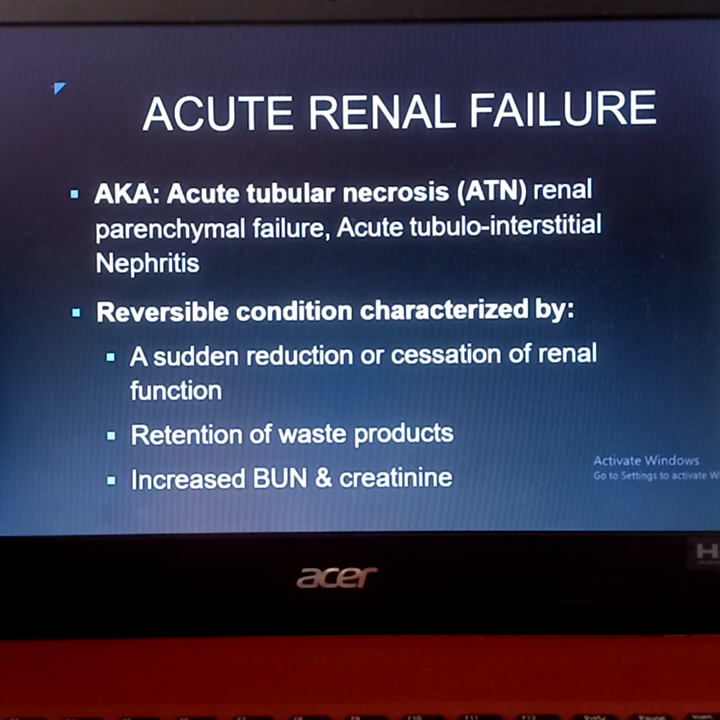 ACUTE RENAL FAILURE
AKA: Acute tubular necrosis (ATN) renal
parenchymal failure, Acute tubulo-interstitial
Nephritis
Reversible condition characterized by:
A sudden reduction or cessation of renal
function
Retention of waste products
Increased BUN & creatinine
Activate Windows
Go to Settings to activate W
acer
H